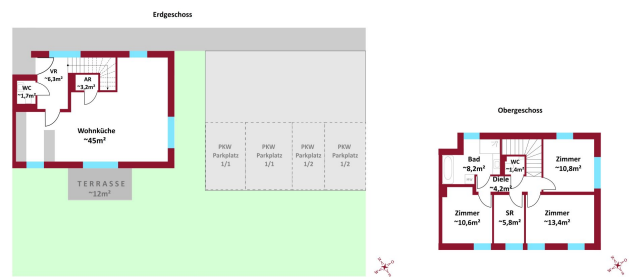 Erdgeschoss
VR
~6,3m²
AR
~3,2m²
WC
~1,7m²
Wohnküche
~45m²
TERRASSE
~12m²
PKW
Parkplatz
1/1
PKW
Parkplatz
1/1
PKW
Parkplatz
1/2
PKW
Parkplatz
1/2
Obergeschoss
Bad
~8,2m²
WC
~1,4m²
Zimmer
~10,8m²
Diele
~4,2m²
Zimmer
~10,6m²
SR
~5,8m²
Zimmer
~13,4m²
N
O
S
W
N
O
S
W